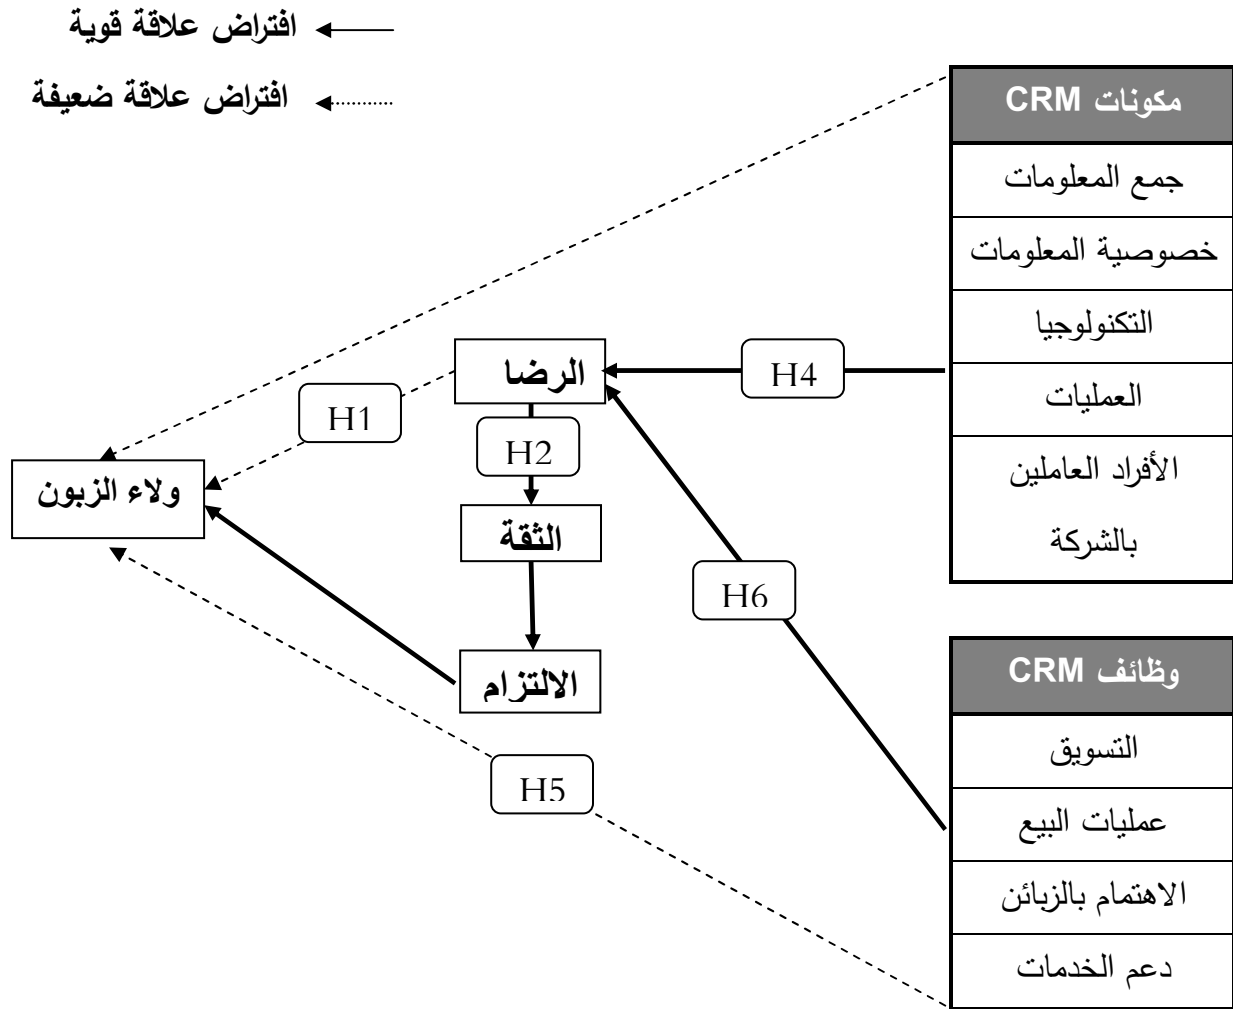 افتراض علاقة قوية
افتراض علاقة ضعيفة
مكونات CRM
جمع المعلومات
خصوصية المعلومات
التكنولوجيا
العمليات
الأفراد العاملين
بالشركة
H4
الرضا
H1
H2
ولاء الزبون
الثقة
H6
الالتزام
H5
وظائف CRM
التسويق
عمليات البيع
الاهتمام بالزبائن
دعم الخدمات